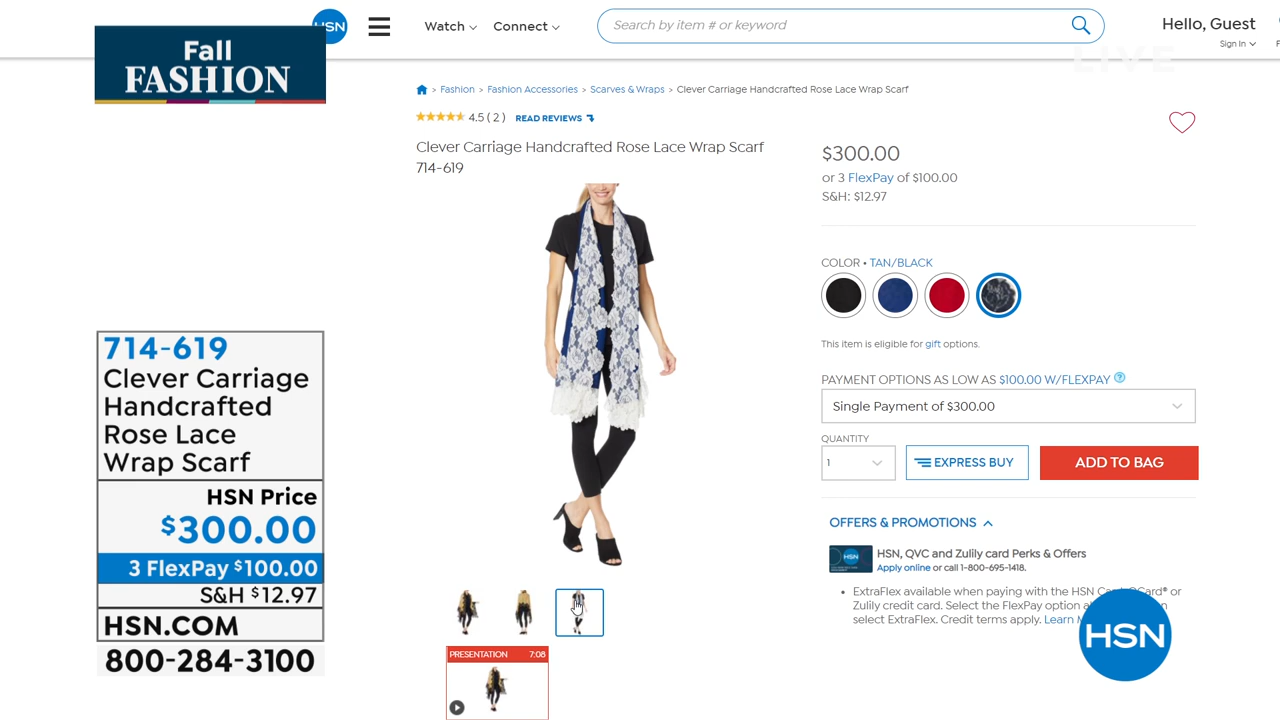 HSN
Watch
Connect
Search by item # or keyword
Hello, Guest
Sign In
LIVE
Fall
FASHION
> Fashion > Fashion Accessories > Scarves & Wraps > Clever Carriage Handcrafted Rose Lace Wrap Scarf
4.5 ( 2 ) READ REVIEWS
Clever Carriage Handcrafted Rose Lace Wrap Scarf
714-619
$300.00
or 3 FlexPay of $100.00
S&H: $12.97
COLOR • TAN/BLACK
This item is eligible for gift options.
PAYMENT OPTIONS AS LOW AS $100.00 W/FLEXPAY ?
Single Payment of $300.00
QUANTITY
1
EXPRESS BUY
ADD TO BAG
OFFERS & PROMOTIONS
HSN
HSN, QVC and Zulily card Perks & Offers
Apply online or call 1-800-695-1418.
• ExtraFlex available when paying with the HSN Card® or
Zulily credit card. Select the FlexPay option
select ExtraFlex. Credit terms apply. Learn
HSN
714-619
Clever Carriage
Handcrafted
Rose Lace
Wrap Scarf
HSN Price
$300.00
3 FlexPay $100.00
S&H $12.97
HSN.COM
800-284-3100
PRESENTATION 7:08